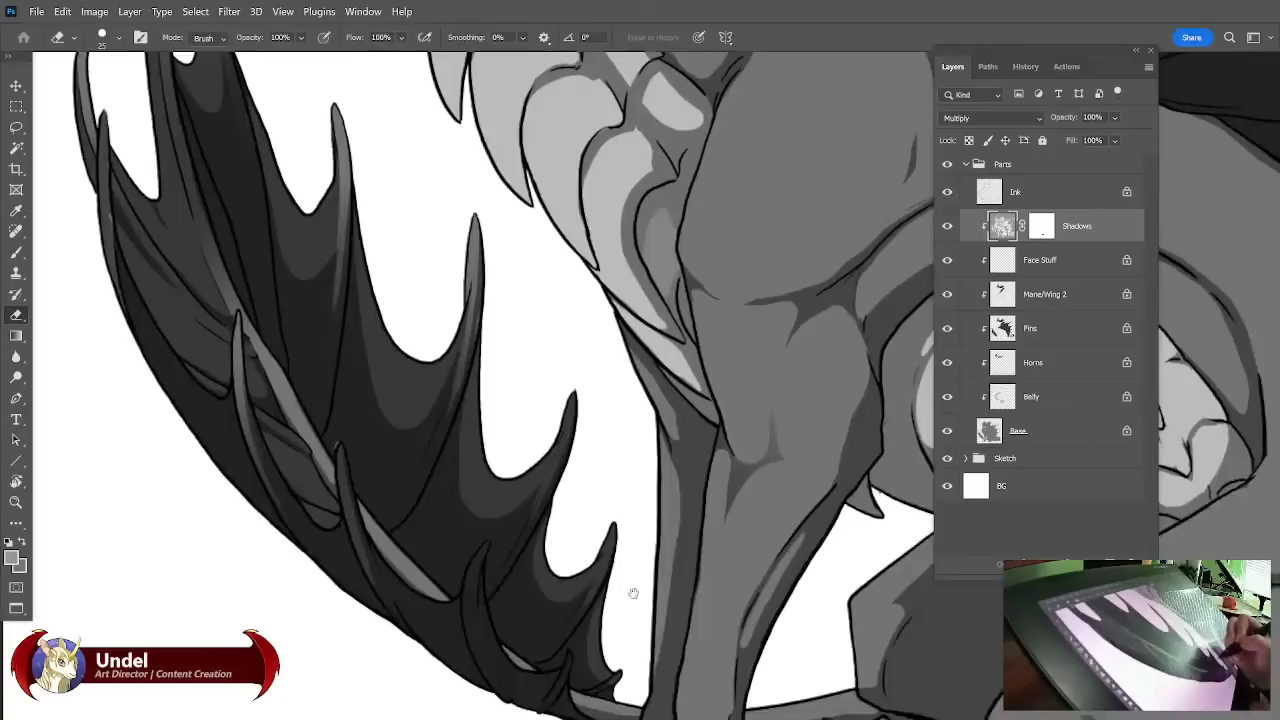 Ps File Edit Image Layer Type Select Filter 3D View Plugins Window Help
25 Mode: Brush Opacity: 100% Flow: 100% Smoothing: 0% 0° Erase to History Share
Layers Paths History Actions
Kind
Multiply Opacity: 100%
Lock: Fill: 100%
Parts
Ink
Shadows
Face Stuff
Mane/Wing 2
Pins
Horns
Belly
Base
Sketch
BG
Undel
Art Director | Content Creation